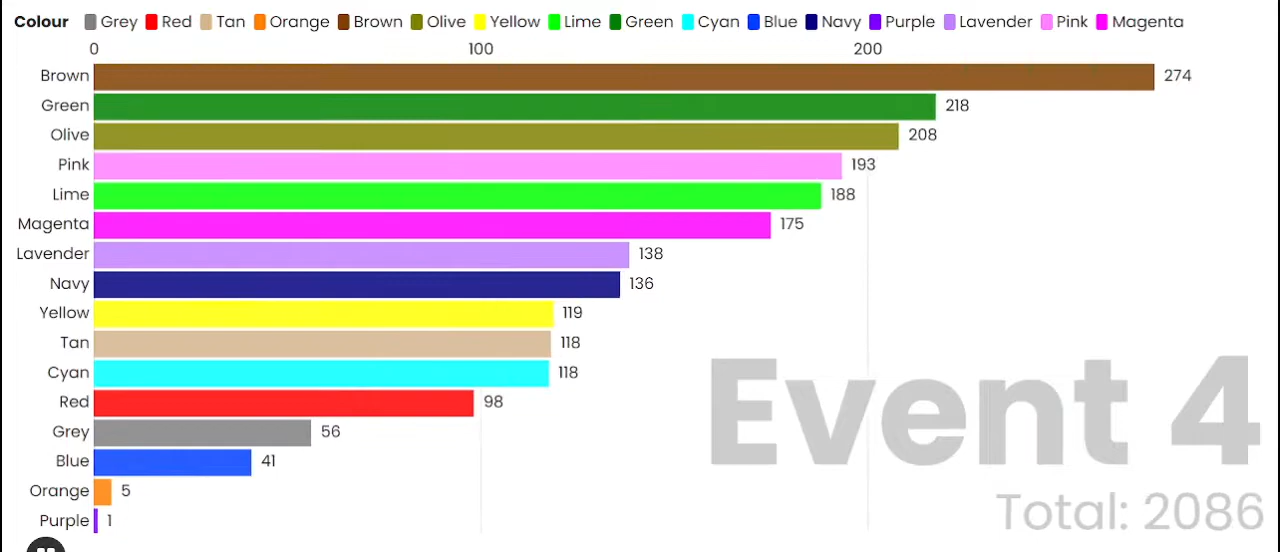 Colour Grey Red Tan Orange Brown Olive Yellow Lime Green Cyan Blue Navy Purple Lavender Pink Magenta
0 100 200
Brown 274
Green 218
Olive 208
Pink 193
Lime 188
Magenta 175
Lavender 138
Navy 136
Yellow 119
Tan 118
Cyan 118
Red 98
Grey 56
Blue 41
Orange 5
Purple 1
Event 4
Total: 2086